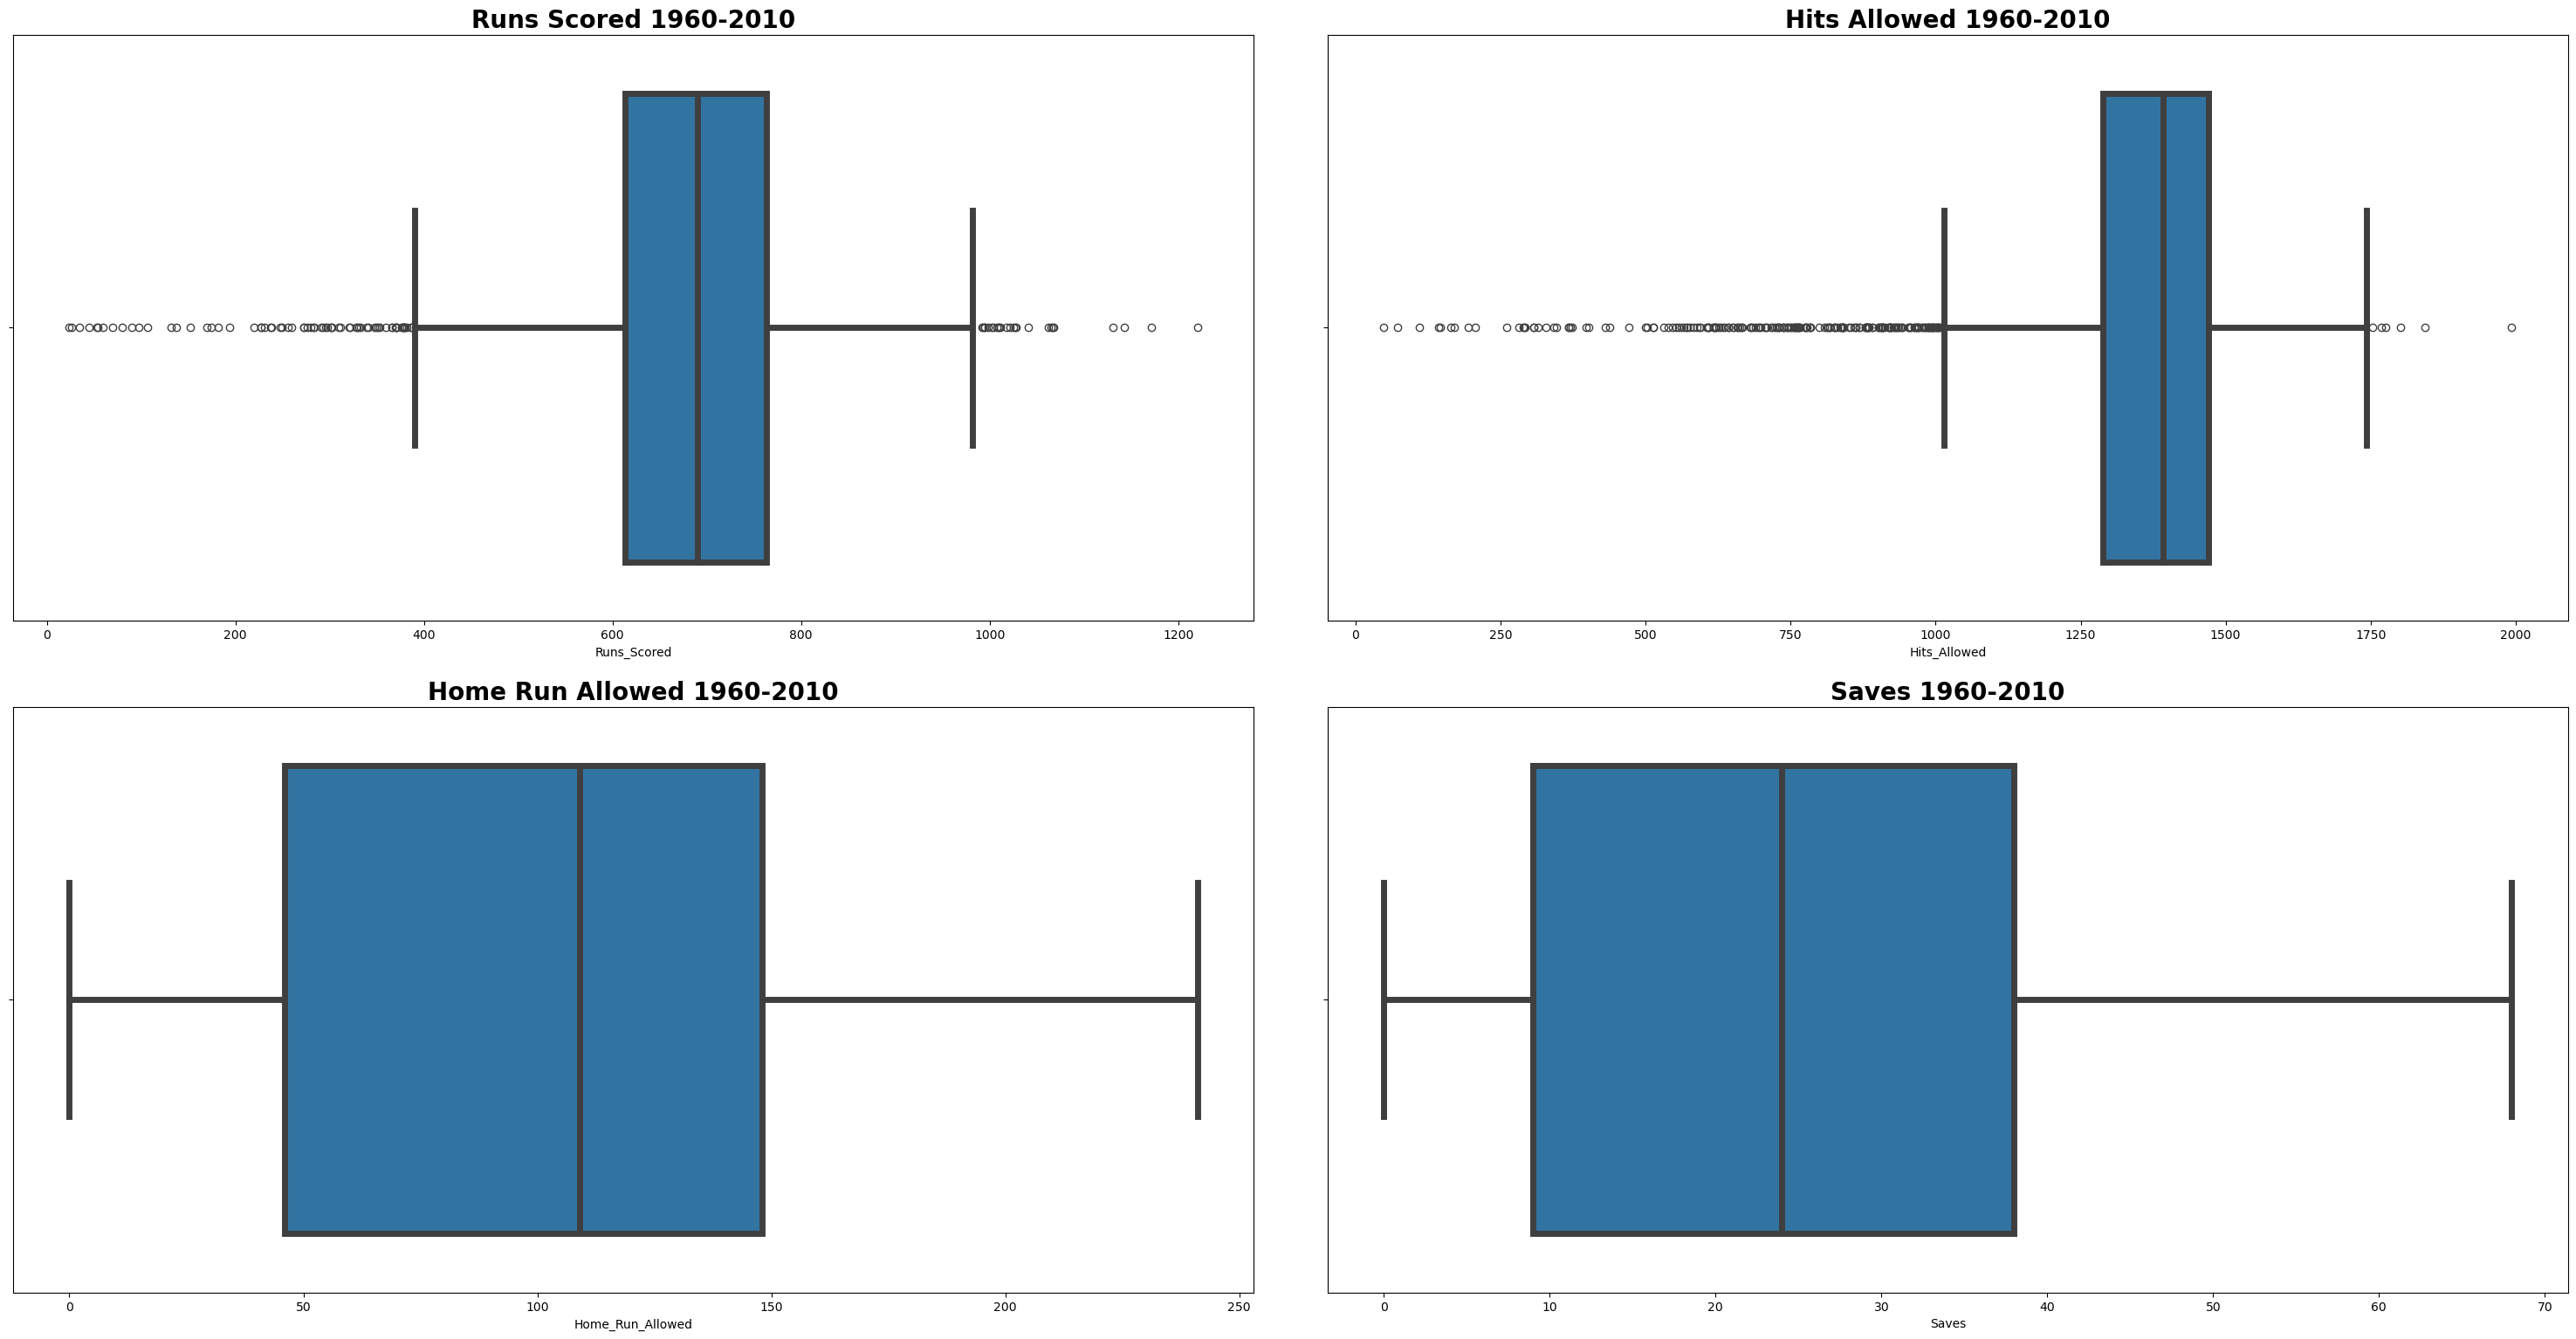 Runs Scored 1960-2010
0 200 400 600 800 1000 1200
Runs_Scored
Hits Allowed 1960-2010
0 250 500 750 1000 1250 1500 1750 2000
Hits_Allowed
Home Run Allowed 1960-2010
0 50 100 150 200 250
Home_Run_Allowed
Saves 1960-2010
0 10 20 30 40 50 60 70
Saves